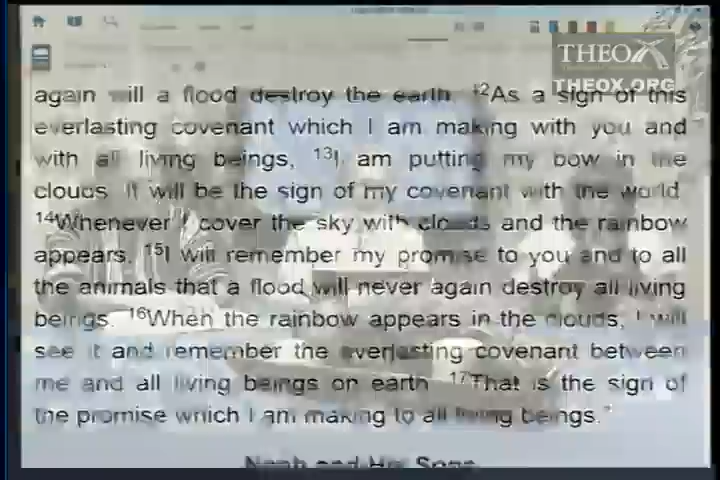 THEOX
THEOX.ORG
again will a flood destroy the earth. 12As a sign of this
everlasting covenant which I am making with you and
with all living beings, 13I am putting my bow in the
clouds. It will be the sign of my covenant with the world.
14Whenever I cover the sky with clouds and the rainbow
appears, 15I will remember my promise to you and to all
the animals that a flood will never again destroy all living
beings. 16When the rainbow appears in the clouds, I will
see it and remember the everlasting covenant between
me and all living beings on earth. 17That is the sign of
the promise which I am making to all living beings."
Noah and His Sons